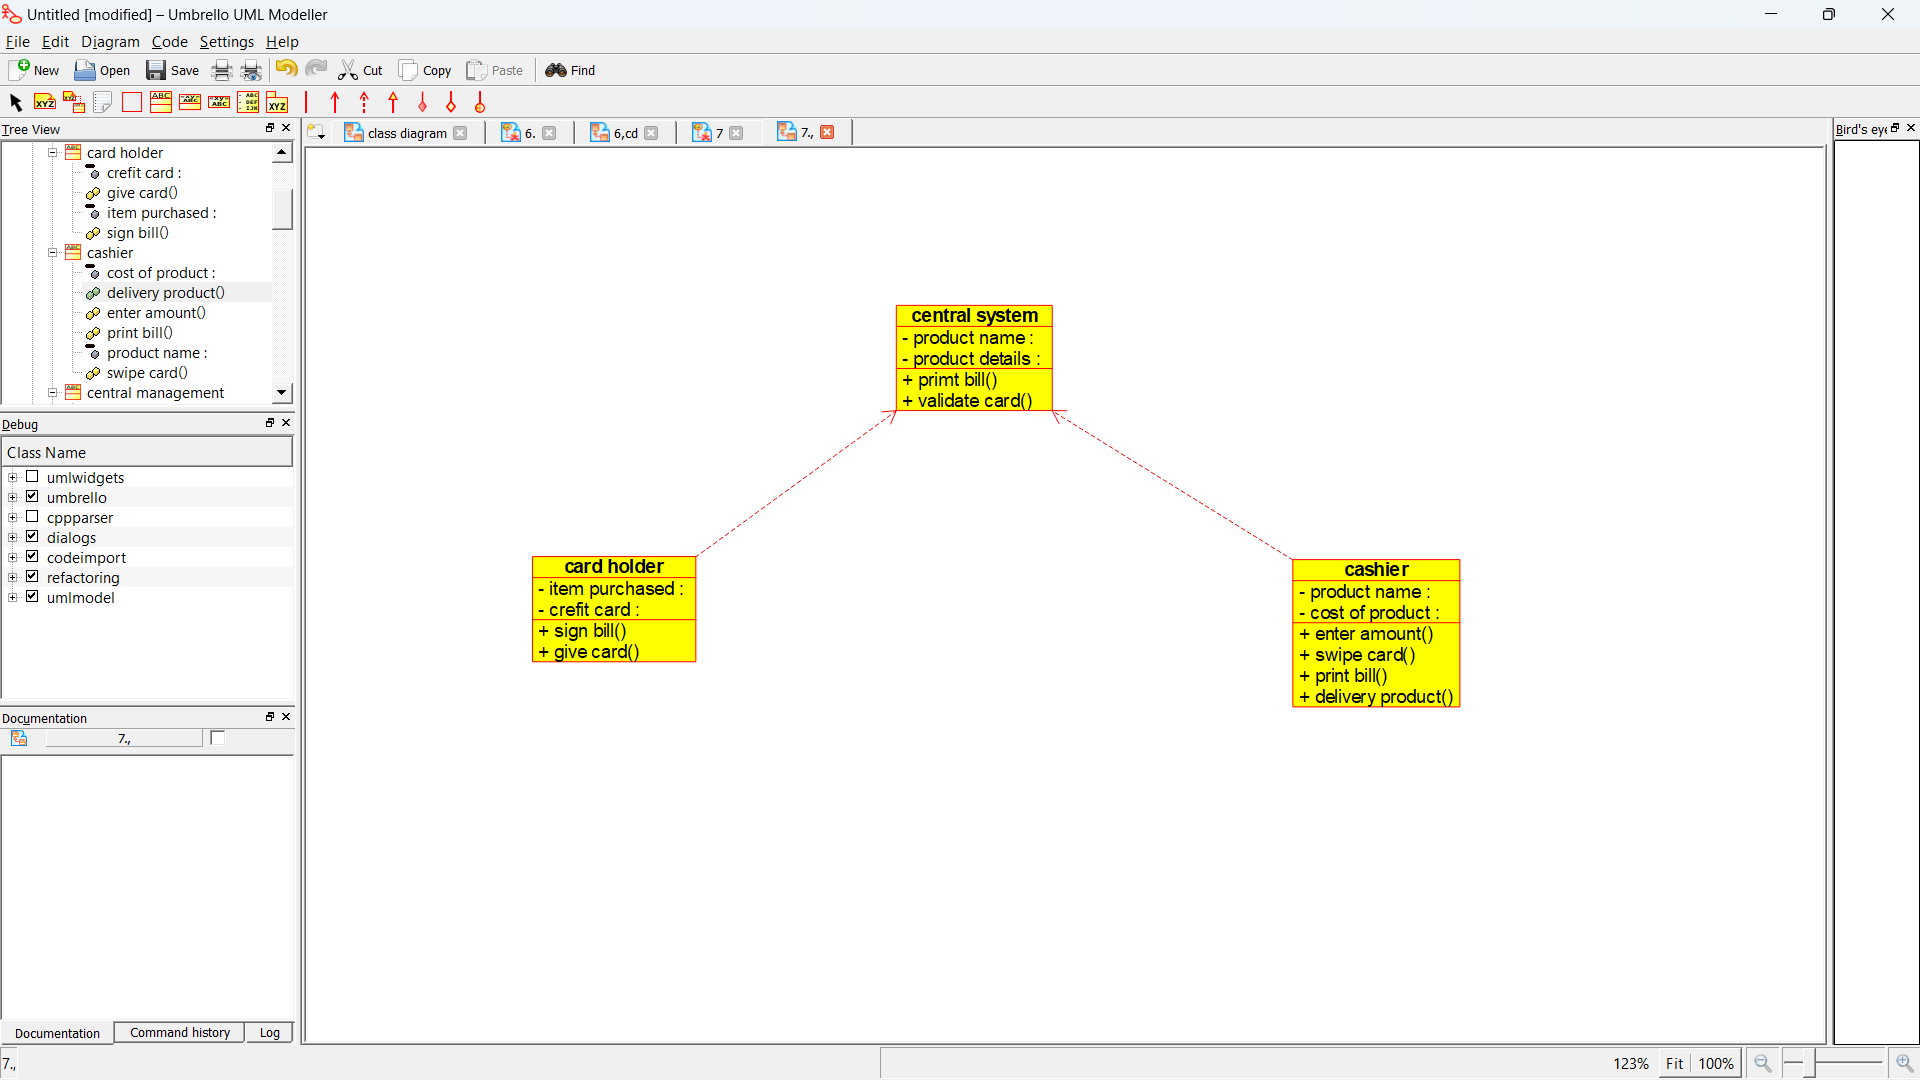 Untitled [modified] – Umbrello UML Modeller
File Edit Diagram Code Settings Help
New Open Save Cut Copy Paste Find
Tree View
card holder
crefit card :
give card()
item purchased :
sign bill()
cashier
cost of product :
delivery product()
enter amount()
print bill()
product name :
swipe card()
central management
Debug
Class Name
umlwidgets
umbrello
cppparser
dialogs
codeimport
refactoring
umlmodel
Documentation
7.,
Documentation Command history Log
class diagram 6. 6,cd 7 7.,
central system
- product name :
- product details :
+ primt bill()
+ validate card()
card holder
- item purchased :
- crefit card :
+ sign bill()
+ give card()
cashier
- product name :
- cost of product :
+ enter amount()
+ swipe card()
+ print bill()
+ delivery product()
Bird's eye
7.,
123% Fit 100%